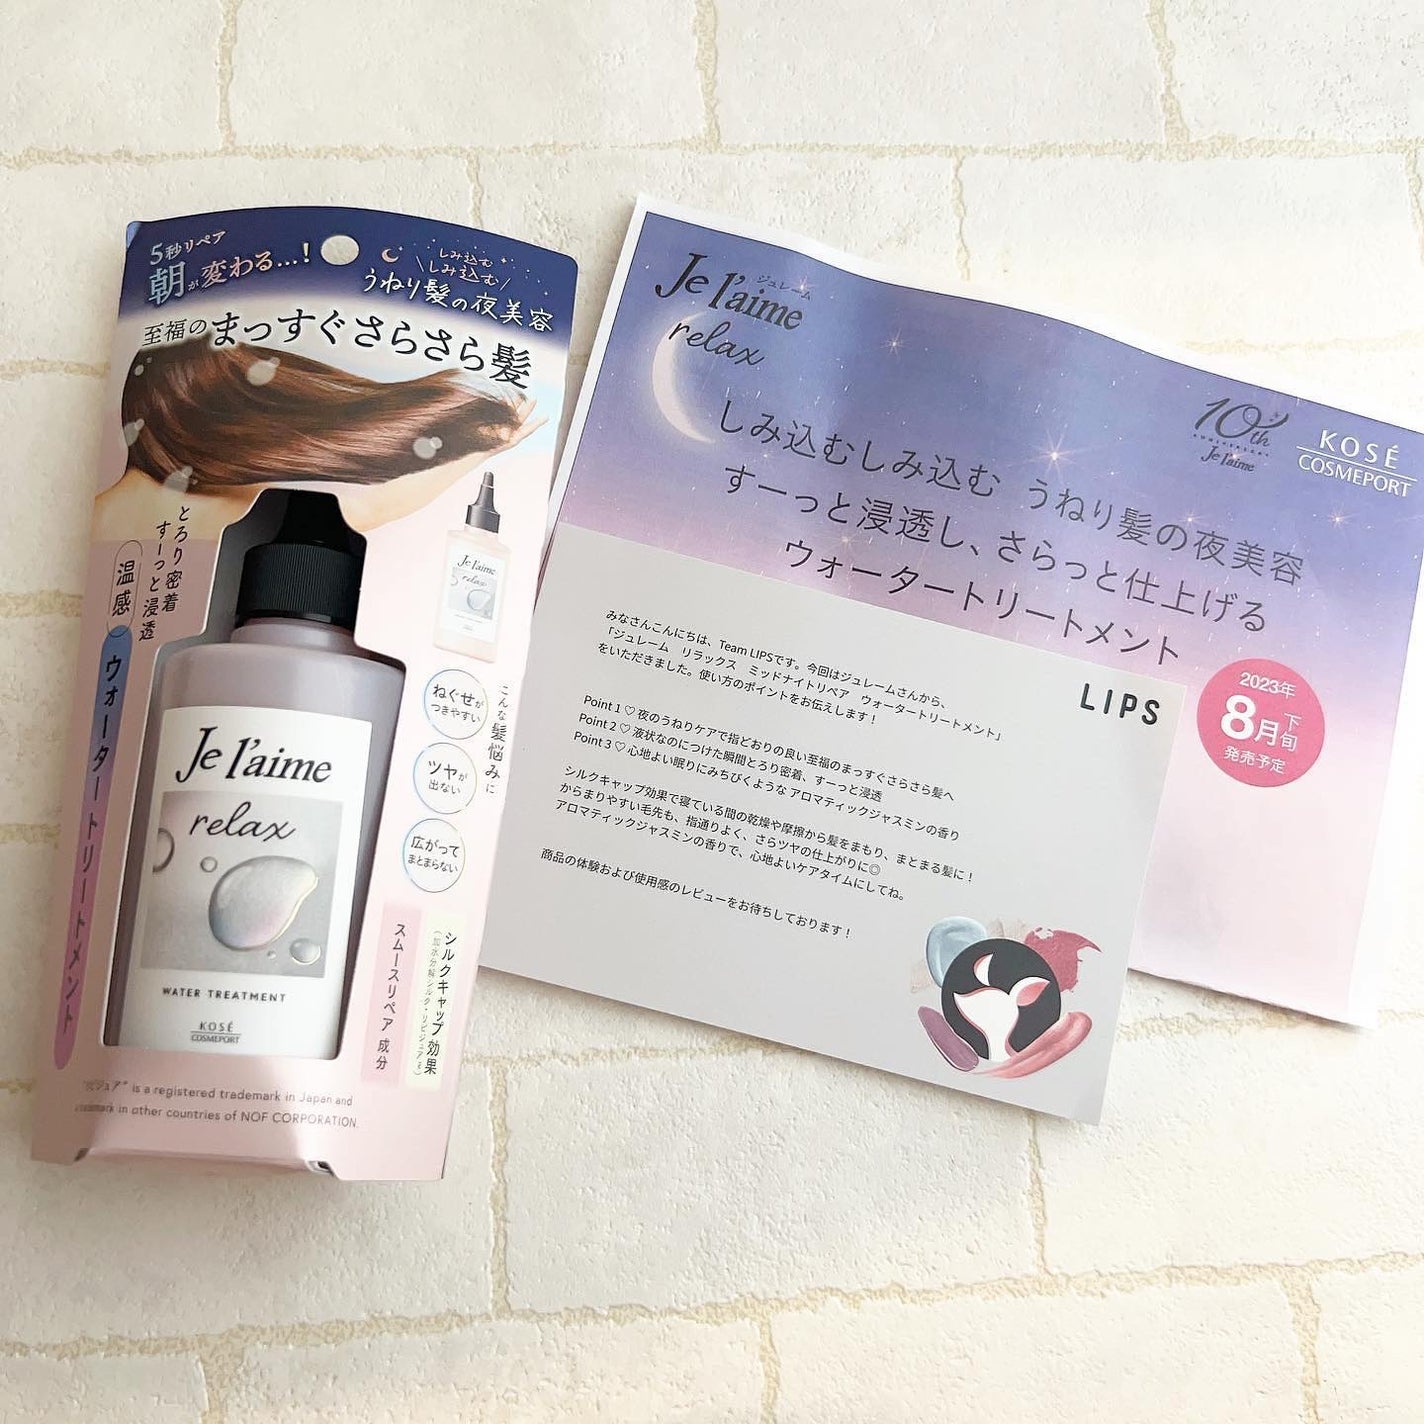 5秒リペア
朝が変わる…!
しみ込む
しみ込む
うねり髪の夜美容
至福のまっすぐさらさら髪
とろり密着
すーっと浸透
温感
ウォータートリートメント
Je l'aime
relax
WATER TREATMENT
KOSÉ
COSMEPORT
Je l'aime
relax
こんな髪悩みに
ねぐせが
つきやすい
ツヤが
出ない
広がって
まとまらない
シルクキャップ効果
(加水分解シルク・リピジュア®)
スムースリペア 成分
is a registered trademark in Japan and
in other countries of NOF CORPORATION.
ジュレーム
Je l'aime
relax
10th
ANNIVERSARY
Je l'aime
KOSÉ
COSMEPORT
しみ込むしみ込む うねり髪の夜美容
すーっと浸透し、さらっと仕上げる
ウォータートリートメント
2023年
8月下旬
発売予定
LIPS
みなさんこんにちは、Team LIPSです。今回はジュレームさんから、
「ジュレーム リラックス ミッドナイトリペア ウォータートリートメント」
をいただきました。使い方のポイントをお伝えします！
Point 1 ♡ 夜のうねりケアで指どおりの良い至福のまっすぐさらさら髪へ
Point 2 ♡ 液状なのにつけた瞬間とろり密着、すーっと浸透
Point 3 ♡ 心地よい眠りにみちびくような アロマティックジャスミンの香り
シルクキャップ効果で寝ている間の乾燥や摩擦から髪をまもり、まとまる髪に！
からまりやすい毛先も、指通りよく、さらツヤの仕上がりに◎
アロマティックジャスミンの香りで、心地よいケアタイムにしてね。
商品の体験および使用感のレビューをお待ちしております！